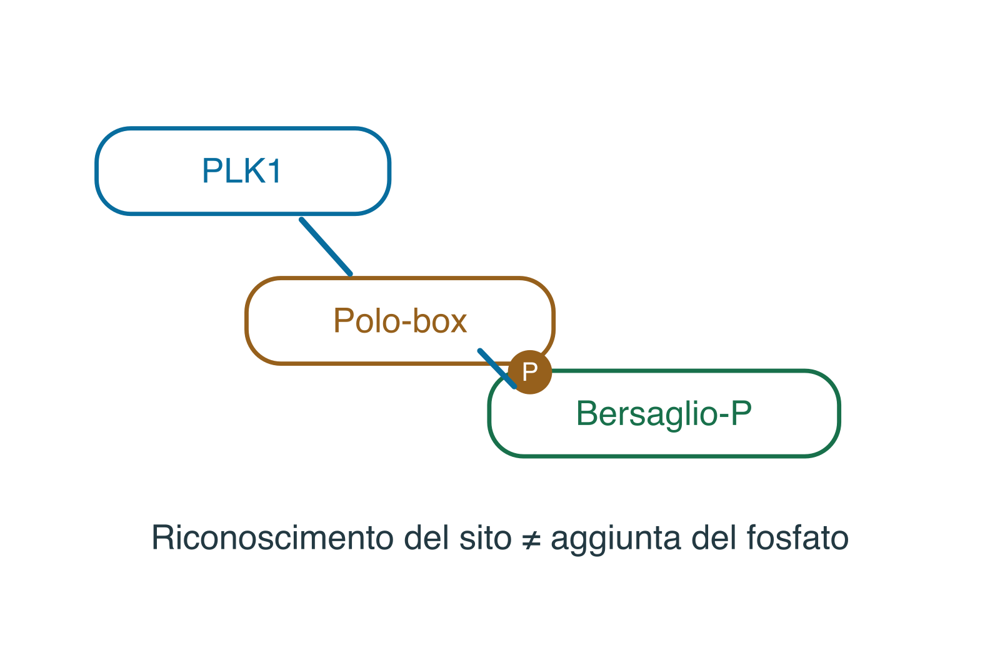 PLK1
Polo-box
P
Bersaglio-P
Riconoscimento del sito ≠ aggiunta del fosfato